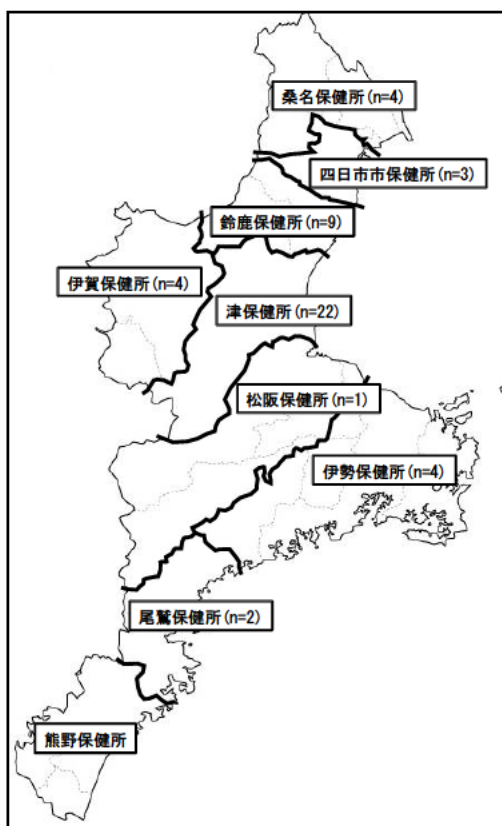 桑名保健所(n=4)
四日市市保健所(n=3)
鈴鹿保健所(n=9)
伊賀保健所(n=4)
津保健所(n=22)
松阪保健所(n=1)
伊勢保健所(n=4)
尾鷲保健所(n=2)
熊野保健所